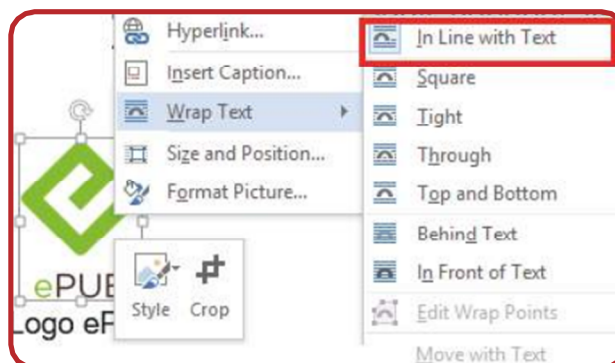 Hyperlink...
Insert Caption...
Wrap Text
Size and Position...
Format Picture...
Style Crop
In Line with Text
Square
Tight
Through
Top and Bottom
Behind Text
In Front of Text
Edit Wrap Points
Move with Text
ePUB
Logo eP